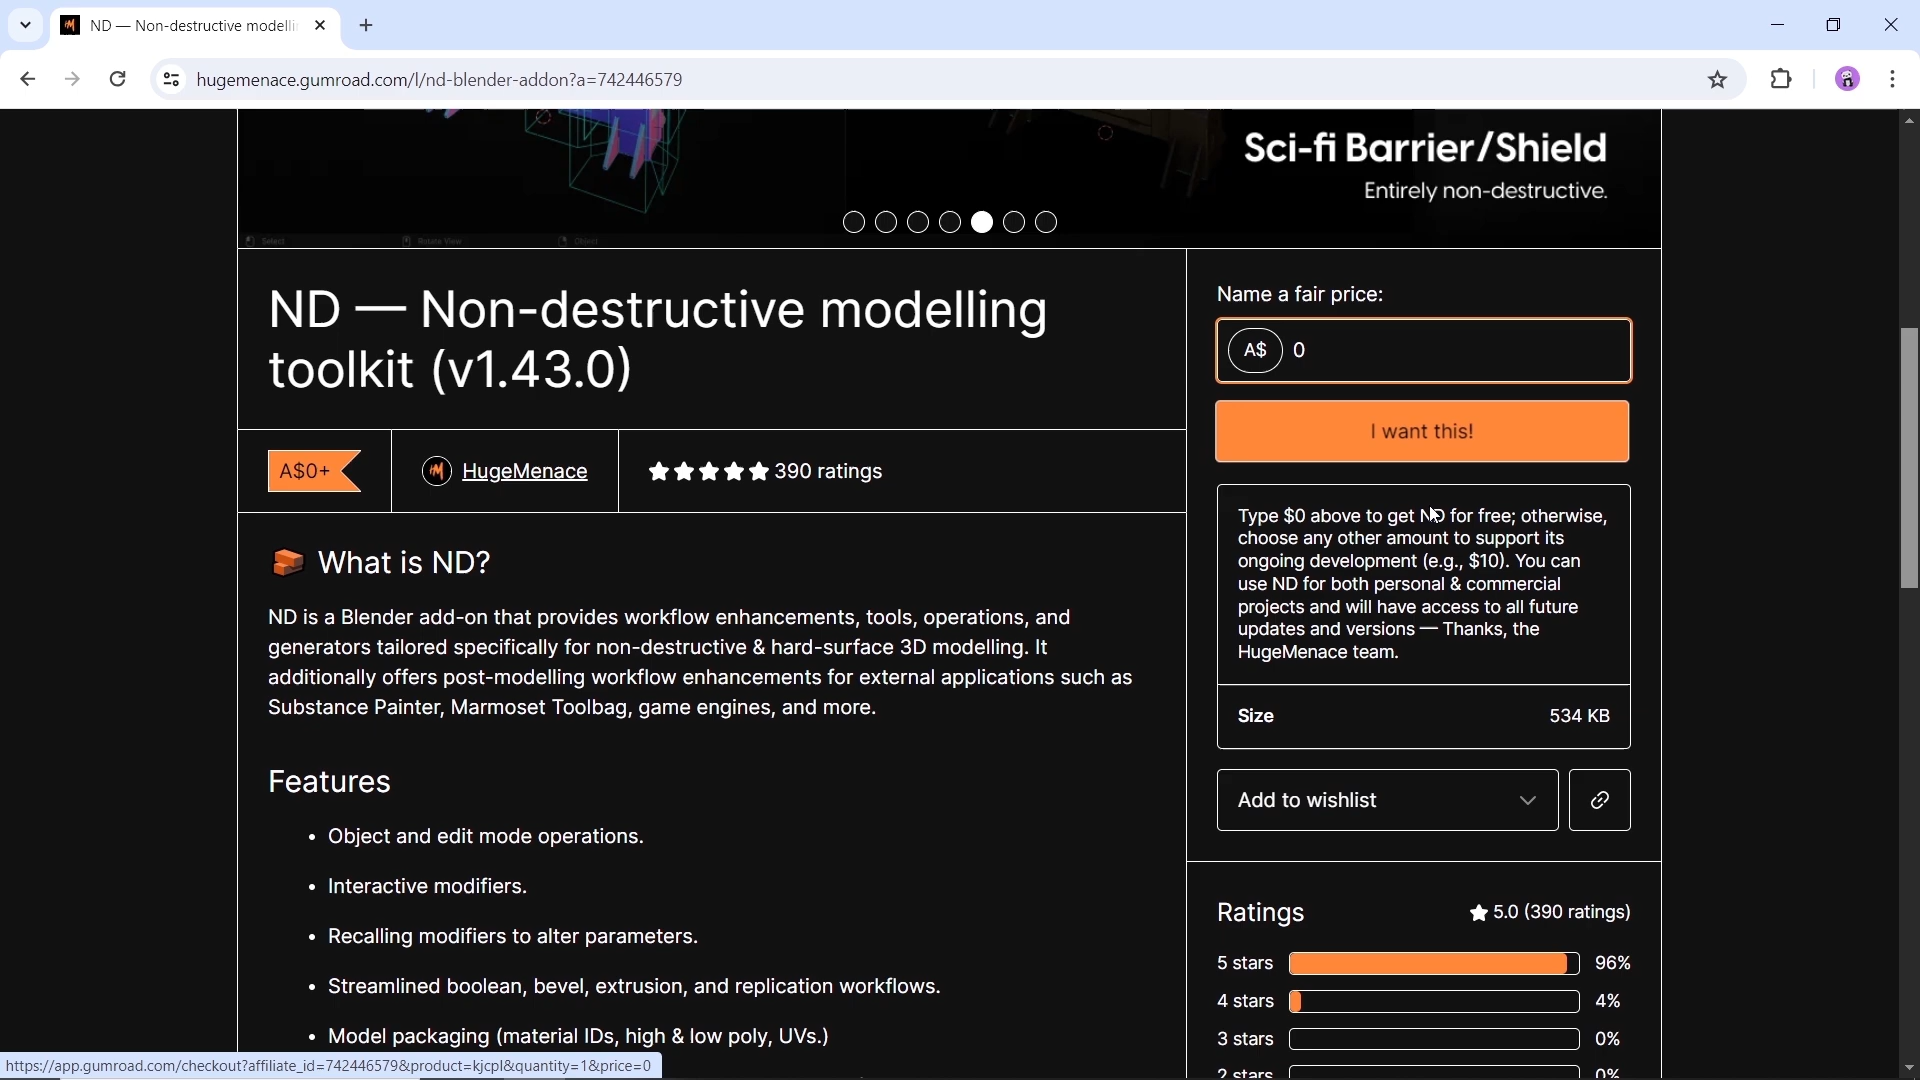 ND — Non-destructive modelli
hugemenace.gumroad.com/l/nd-blender-addon?a=742446579
Sci-fi Barrier/Shield
Entirely non-destructive.
Select
Rotate View
Object
ND — Non-destructive modelling
toolkit (v1.43.0)
A$0+
HugeMenace
390 ratings
What is ND?
ND is a Blender add-on that provides workflow enhancements, tools, operations, and
generators tailored specifically for non-destructive & hard-surface 3D modelling. It
additionally offers post-modelling workflow enhancements for external applications such as
Substance Painter, Marmoset Toolbag, game engines, and more.
Features
• Object and edit mode operations.
• Interactive modifiers.
• Recalling modifiers to alter parameters.
• Streamlined boolean, bevel, extrusion, and replication workflows.
• Model packaging (material IDs, high & low poly, UVs.)
Name a fair price:
A$ 0
I want this!
Type $0 above to get ND for free; otherwise,
choose any other amount to support its
ongoing development (e.g., $10). You can
use ND for both personal & commercial
projects and will have access to all future
updates and versions — Thanks, the
HugeMenace team.
Size 534 KB
Add to wishlist
Ratings 5.0 (390 ratings)
5 stars 96%
4 stars 4%
3 stars 0%
2 stars 0%
https://app.gumroad.com/checkout?affiliate_id=742446579&product=kjcpl&quantity=1&price=0